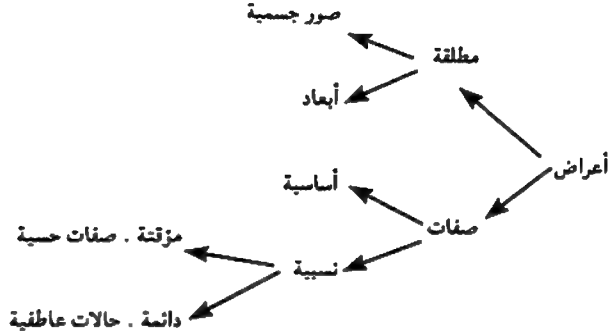 صور جسمية
مطلقة
أبعاد
أعراض
أساسية
صفات
مؤقتة . صفات حسية
نسبية
دائمة . حالات عاطفية